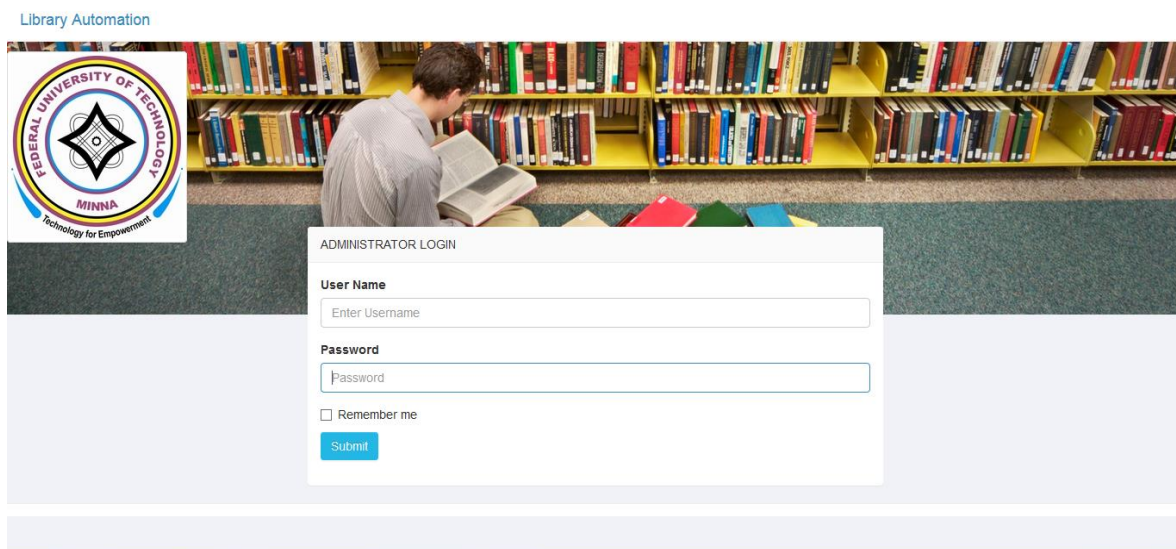 Library Automation
FEDERAL UNIVERSITY OF TECHNOLOGY
MINNA
Technology for Empowerment
ADMINISTRATOR LOGIN
User Name
Enter Username
Password
Password
Remember me
Submit